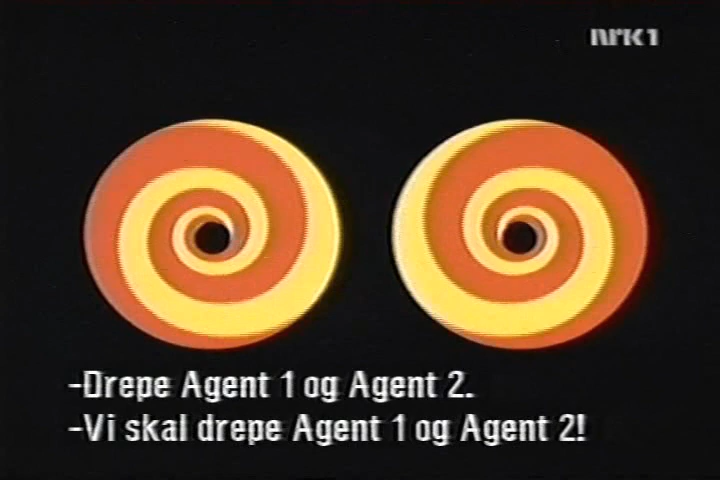 nrk1
-Drepe Agent 1 og Agent 2.
-Vi skal drepe Agent 1 og Agent 2!